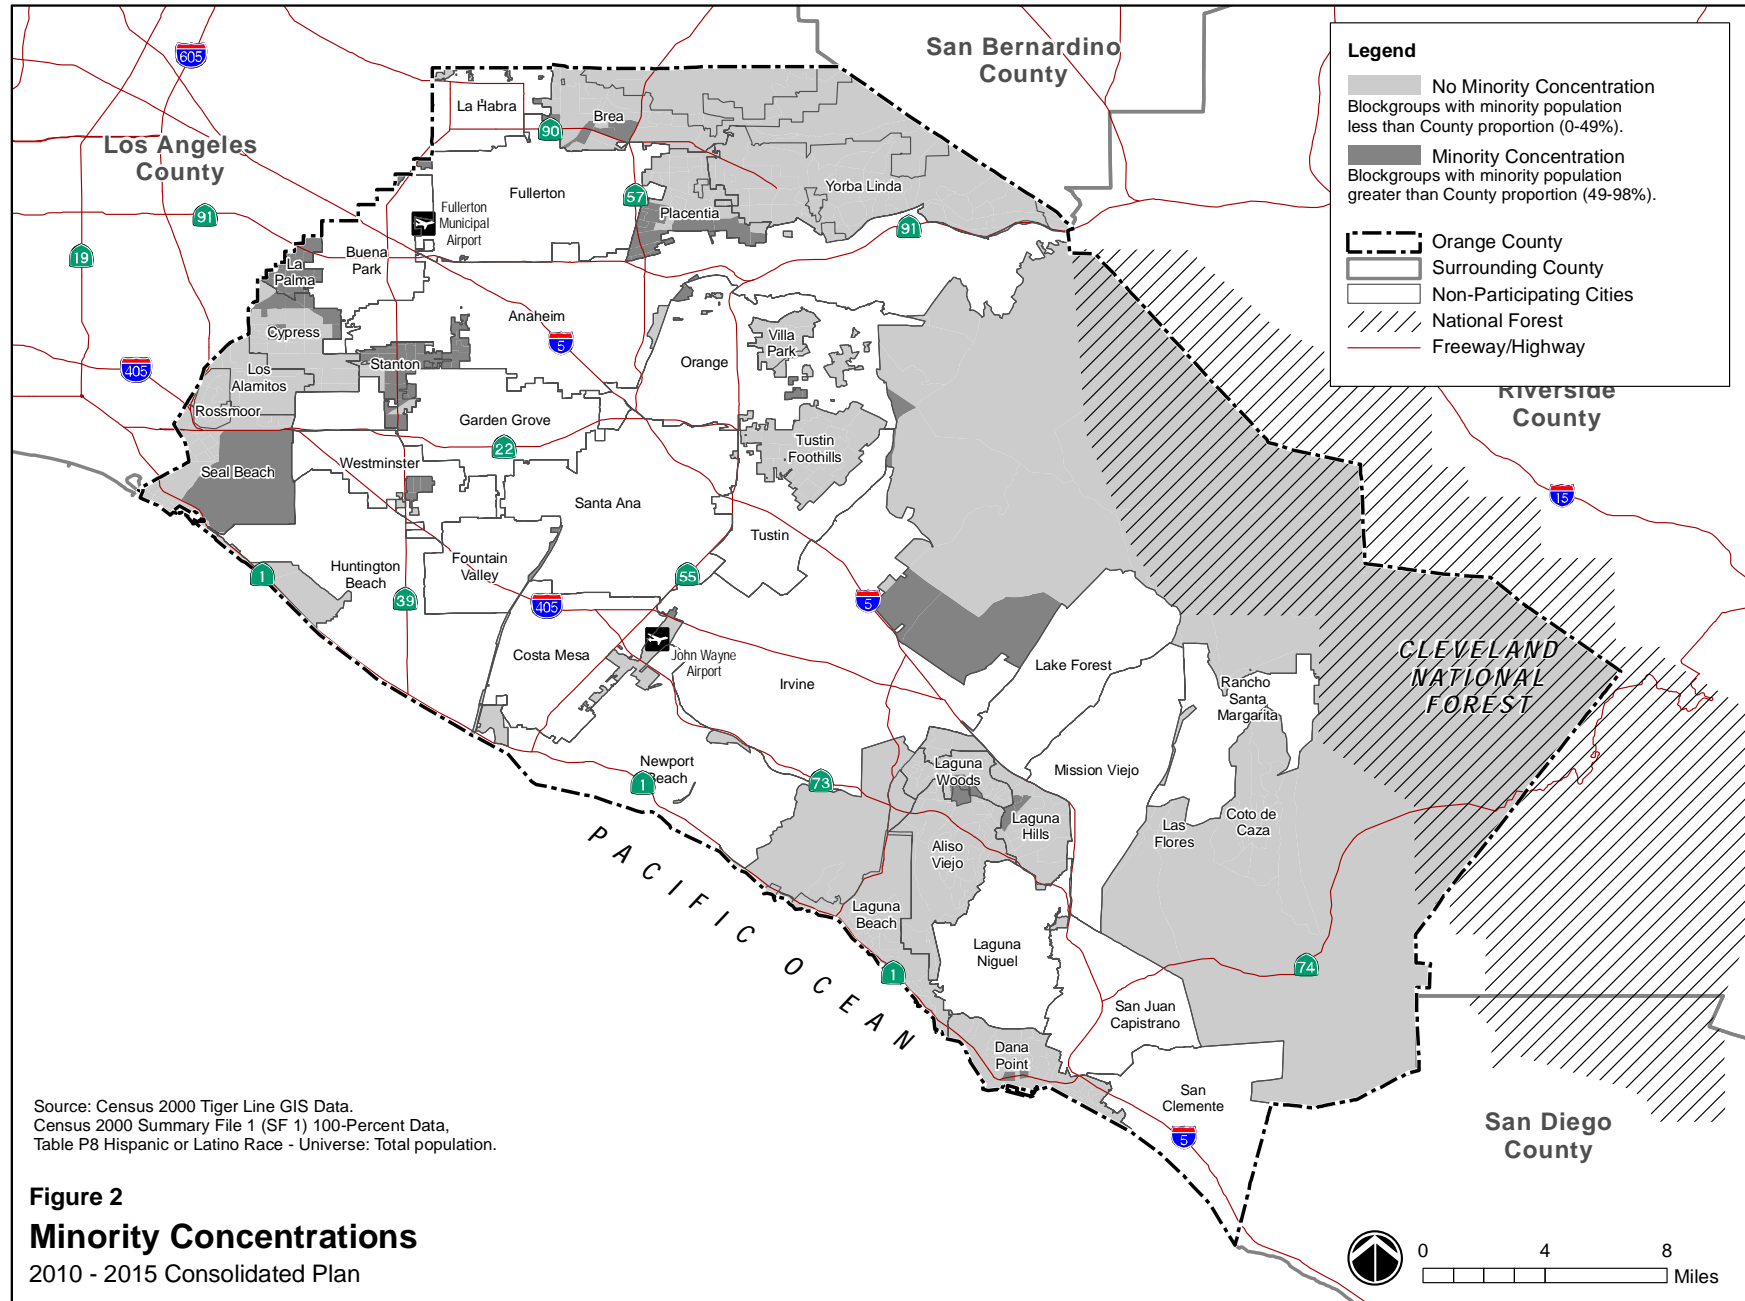 San Bernardino
County
Los Angeles
County
Riverside
County
San Diego
County
Legend
No Minority Concentration
Blockgroups with minority population
less than County proportion (0-49%).
Minority Concentration
Blockgroups with minority population
greater than County proportion (49-98%).
Orange County
Surrounding County
Non-Participating Cities
National Forest
Freeway/Highway
605
La Habra
Brea
90
Fullerton
57
Yorba Linda
Placentia
91
91
19
Fullerton
Municipal
Airport
Buena
Park
La
Palma
Cypress
Anaheim
5
Villa
Park
Orange
Stanton
405
Los
Alamitos
Rossmoor
Garden Grove
22
Tustin
Foothills
Westminster
Seal Beach
Santa Ana
15
Tustin
Fountain
Valley
Huntington
Beach
1
39
55
405
5
Costa Mesa
John Wayne
Airport
Irvine
Lake Forest
Rancho
Santa
Margarita
CLEVELAND
NATIONAL
FOREST
Newport
Beach
1
73
Laguna
Woods
Mission Viejo
Laguna
Hills
Las
Flores
Coto de
Caza
Aliso
Viejo
Laguna
Beach
Laguna
Niguel
1
74
San Juan
Capistrano
Dana
Point
San
Clemente
5
PACIFIC OCEAN
Source: Census 2000 Tiger Line GIS Data.
Census 2000 Summary File 1 (SF 1) 100-Percent Data,
Table P8 Hispanic or Latino Race - Universe: Total population.
Figure 2
Minority Concentrations
2010 - 2015 Consolidated Plan
0 4 8
Miles